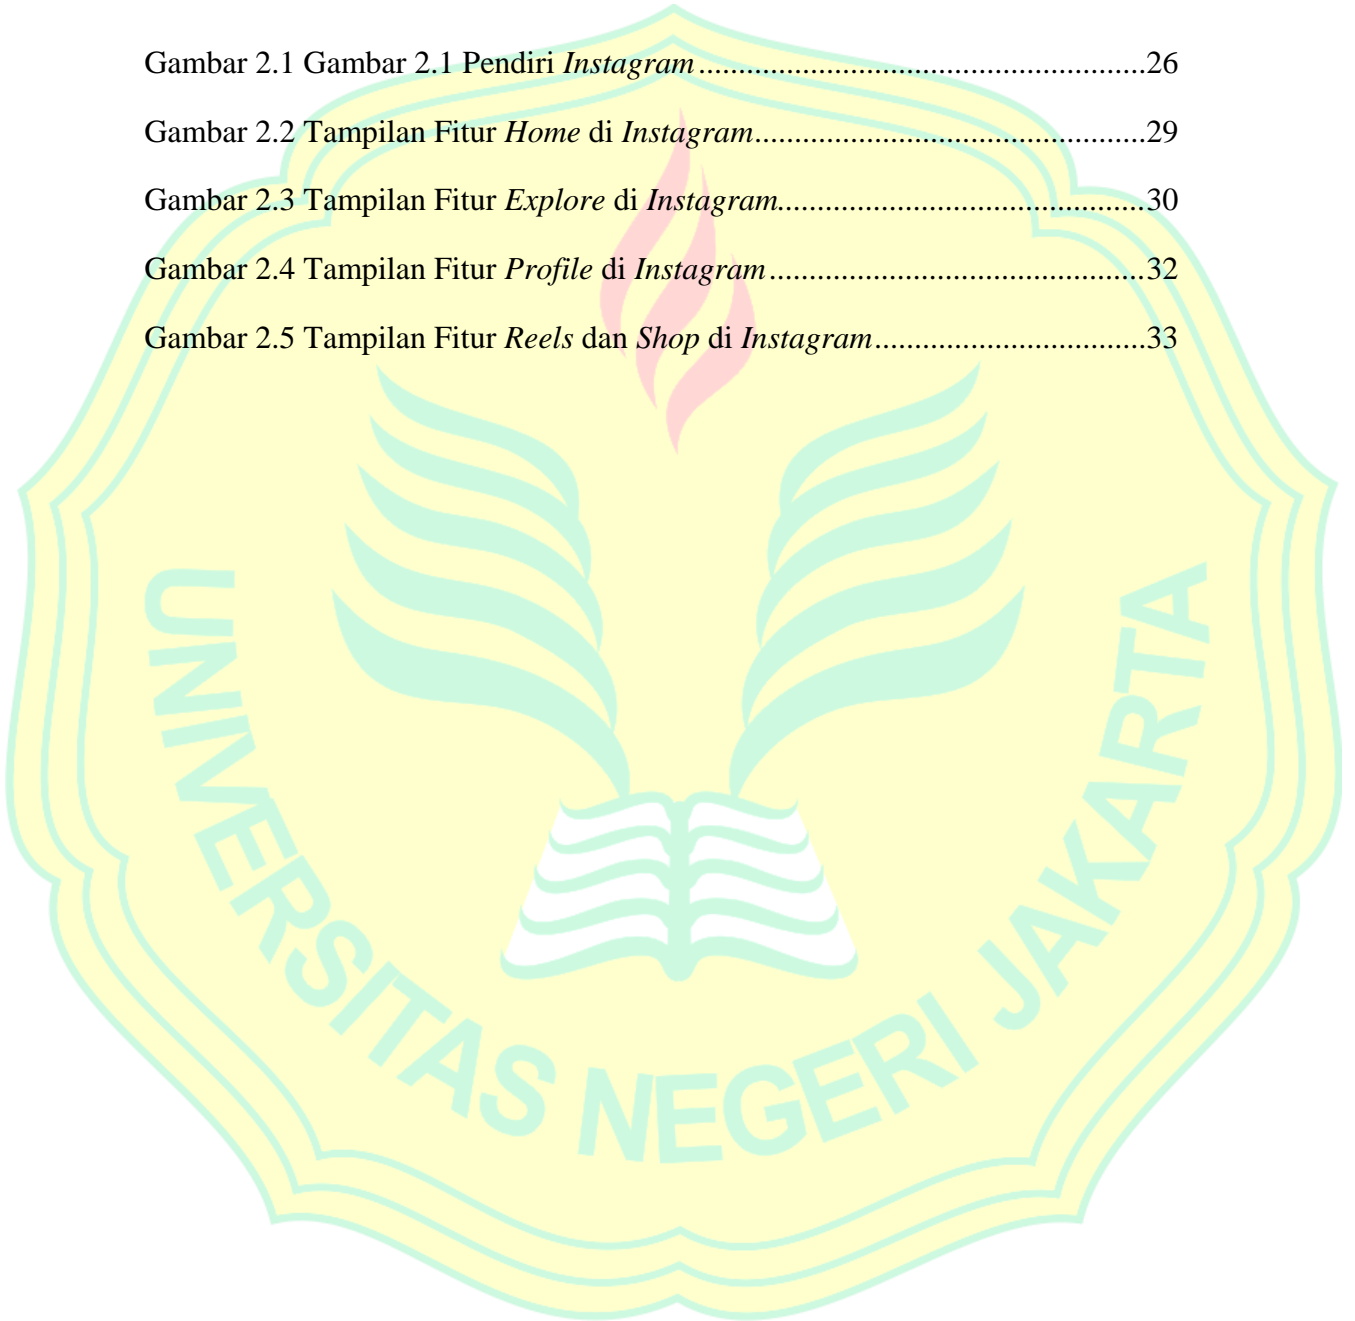 Gambar 2.1 Gambar 2.1 Pendiri Instagram........................................................26
Gambar 2.2 Tampilan Fitur Home di Instagram.................................................29
Gambar 2.3 Tampilan Fitur Explore di Instagram..............................................30
Gambar 2.4 Tampilan Fitur Profile di Instagram...............................................32
Gambar 2.5 Tampilan Fitur Reels dan Shop di Instagram..................................33
UNIVERSITAS NEGERI JAKARTA